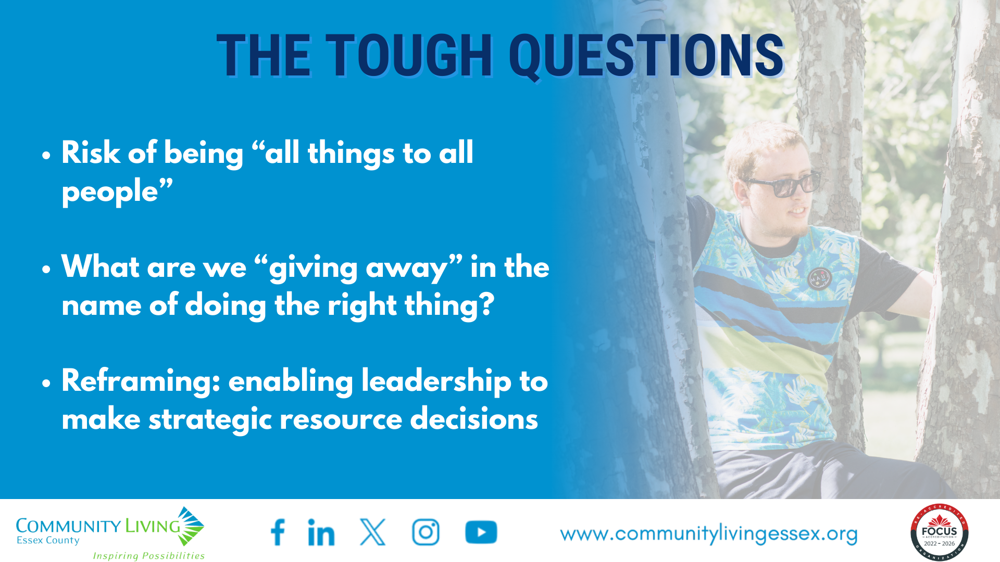 THE TOUGH QUESTIONS
• Risk of being “all things to all
people”
• What are we “giving away” in the
name of doing the right thing?
• Reframing: enabling leadership to
make strategic resource decisions
MAUI
COMMUNITY LIVING
Essex County
Inspiring Possibilities
www.communitylivingessex.org
RE-ACCREDITED
FOCUS
ACCREDITATION
2022 - 2026
ORGANIZATION